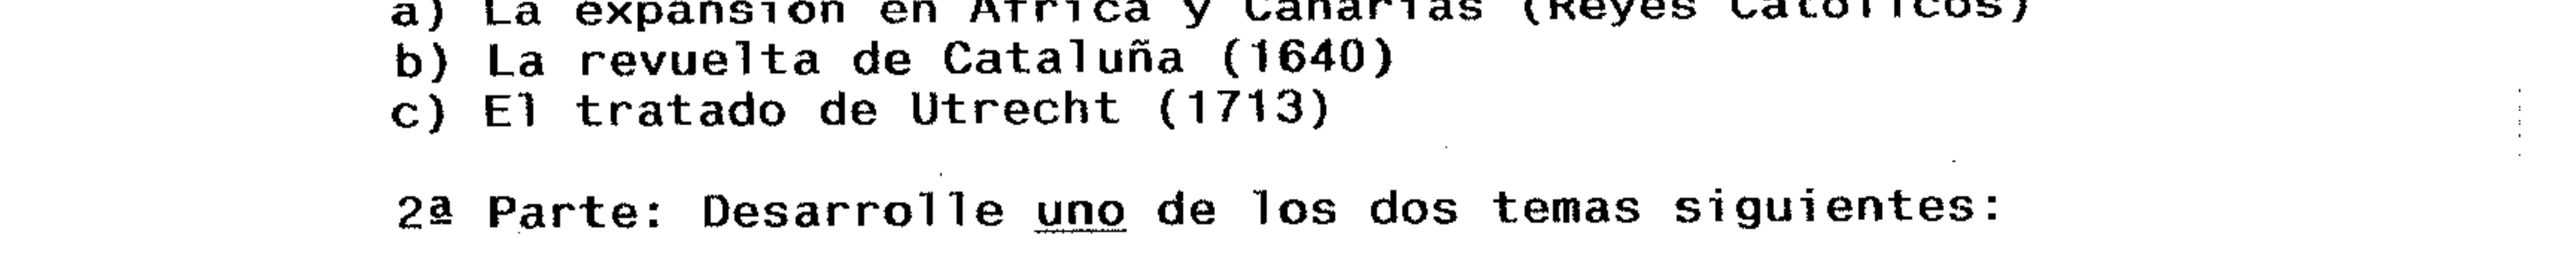 a) La expansión en Africa y Canarias (Reyes Católicos)
b) La revuelta de Cataluña (1640)
c) El tratado de Utrecht (1713)
2ª Parte: Desarrolle uno de los dos temas siguientes: